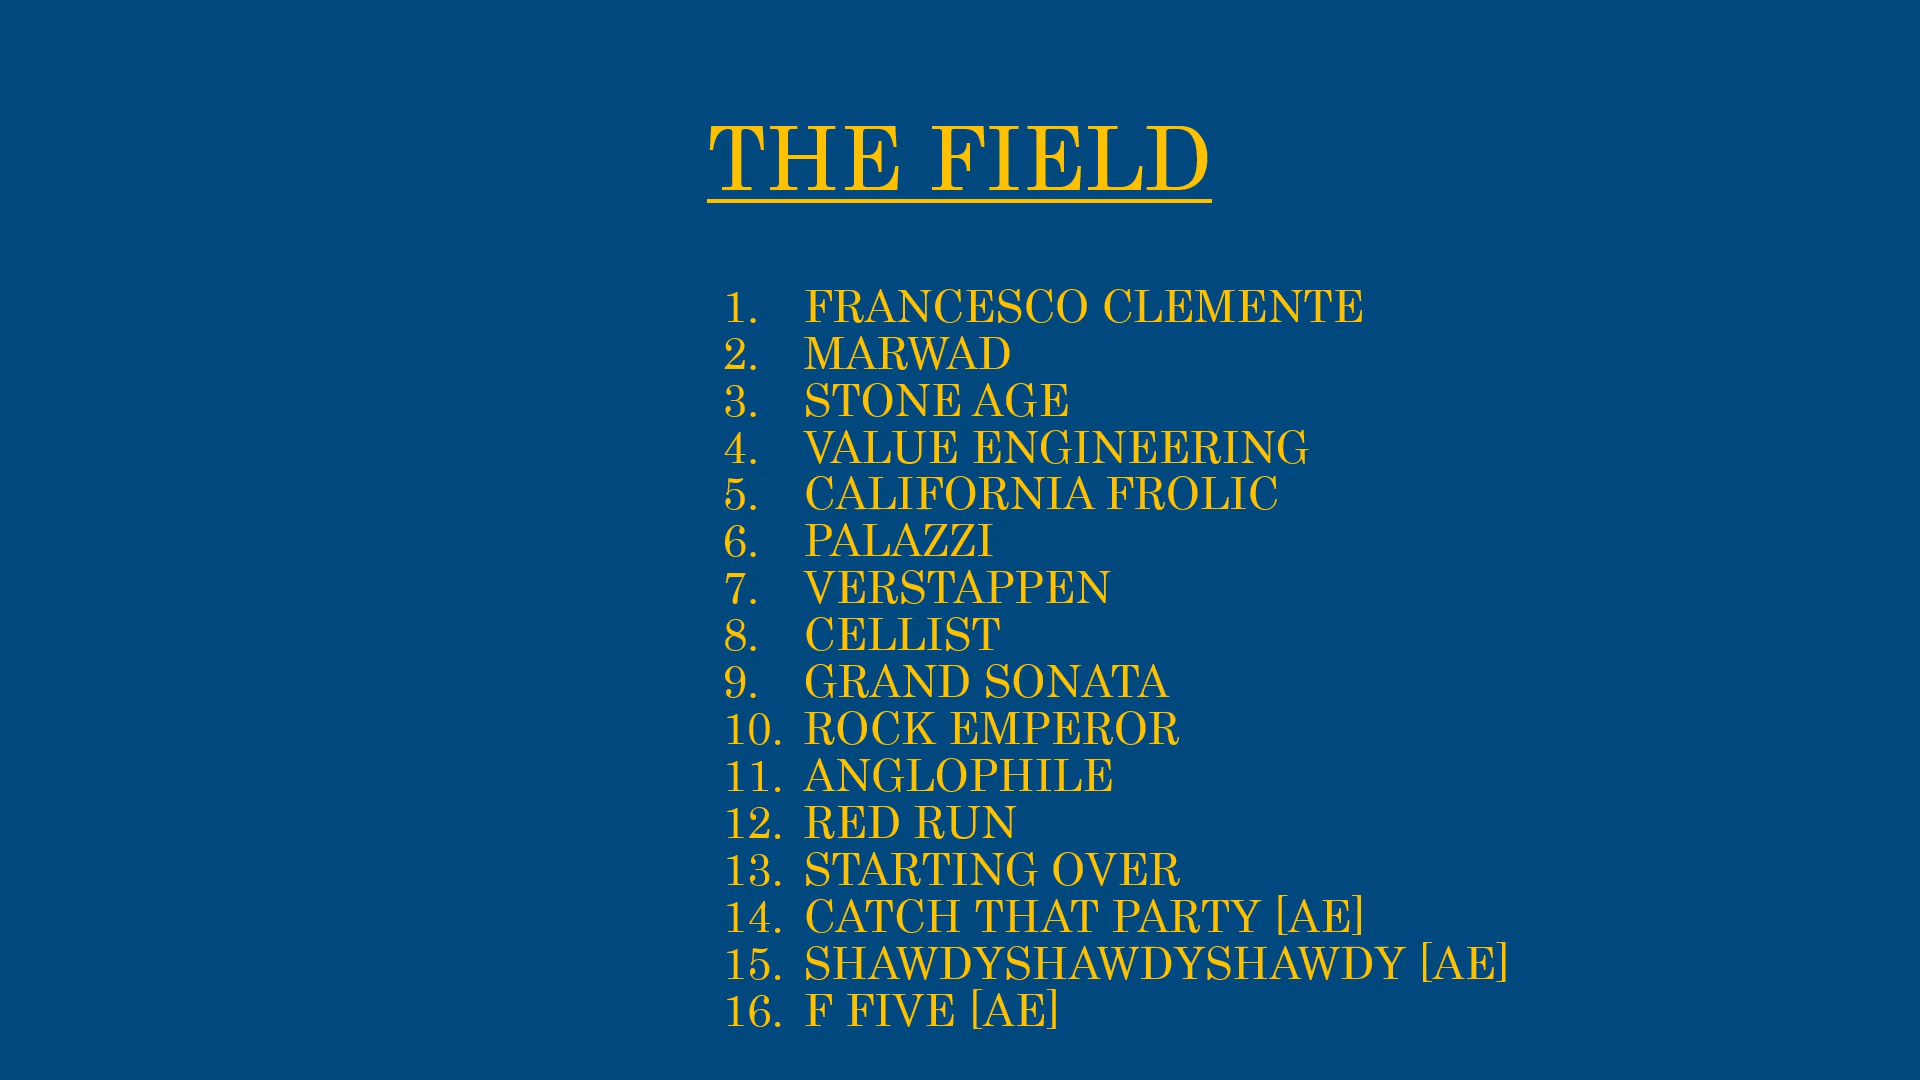 THE FIELD
1. FRANCESCO CLEMENTE
2. MARWAD
3. STONE AGE
4. VALUE ENGINEERING
5. CALIFORNIA FROLIC
6. PALAZZI
7. VERSTAPPEN
8. CELLIST
9. GRAND SONATA
10. ROCK EMPEROR
11. ANGLOPHILE
12. RED RUN
13. STARTING OVER
14. CATCH THAT PARTY [AE]
15. SHAWDYSHAWDYSHAWDY [AE]
16. F FIVE [AE]